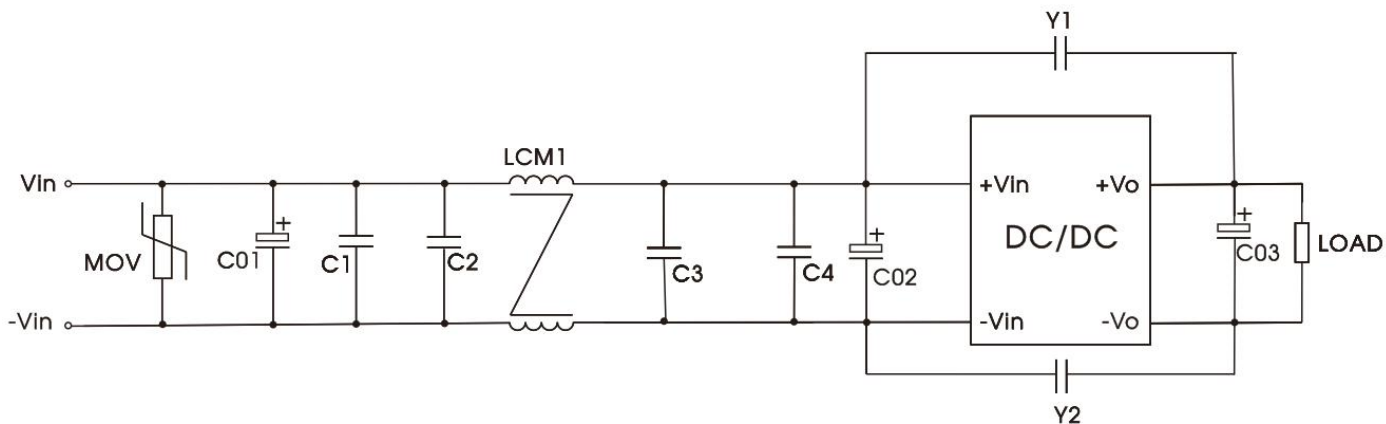 Y1
LCM1
Vin
+
+
+
MOV
C01
C1
C2
C3
C4
C02
+Vin
+Vo
DC/DC
-Vin
-Vo
C03
LOAD
-Vin
Y2